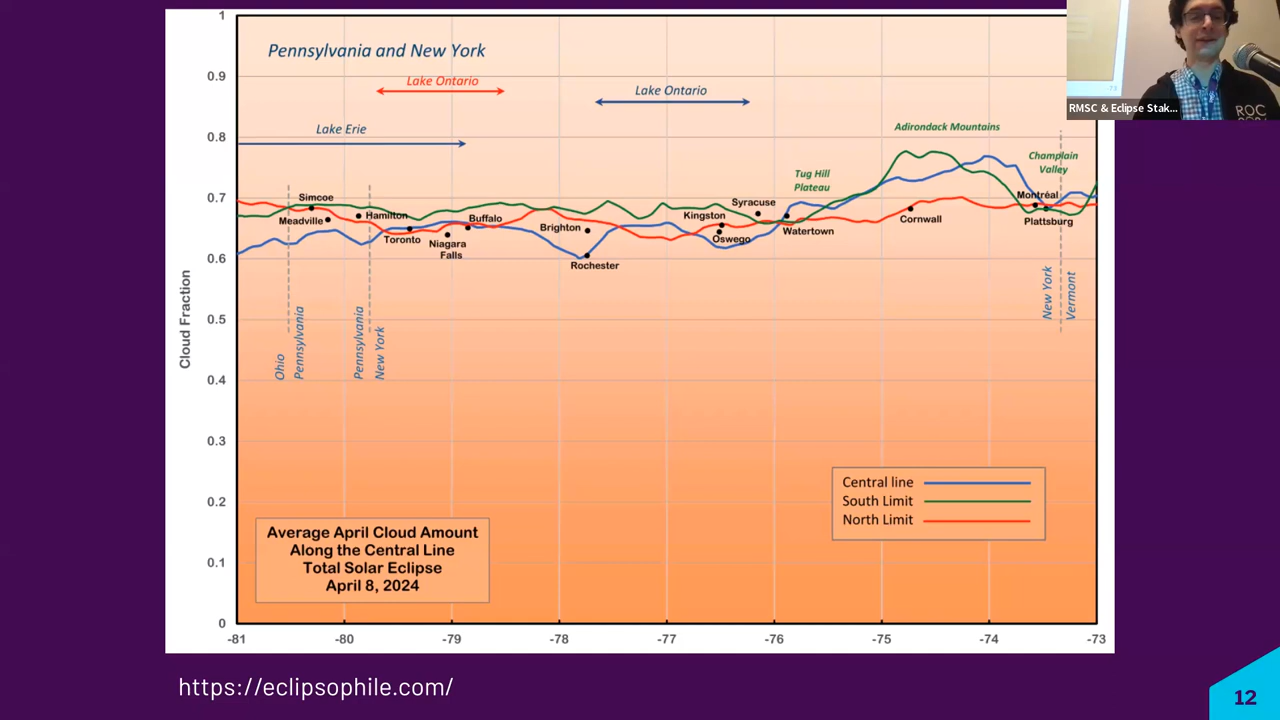 1
0.9
0.8
0.7
0.6
0.5
0.4
0.3
0.2
0.1
0
Cloud Fraction
Pennsylvania and New York
Lake Ontario
Lake Ontario
Lake Erie
Adirondack Mountains
Tug Hill
Plateau
Champlain
Valley
Simcoe
Meadville
Hamilton
Toronto
Niagara
Falls
Buffalo
Brighton
Rochester
Kingston
Syracuse
Oswego
Watertown
Cornwall
Montréal
Plattsburg
Ohio
Pennsylvania
Pennsylvania
New York
New York
Vermont
Central line
South Limit
North Limit
Average April Cloud Amount
Along the Central Line
Total Solar Eclipse
April 8, 2024
-81
-80
-79
-78
-77
-76
-75
-74
-73
https://eclipsophile.com/
12
RMSC & Eclipse Stak...
ROC